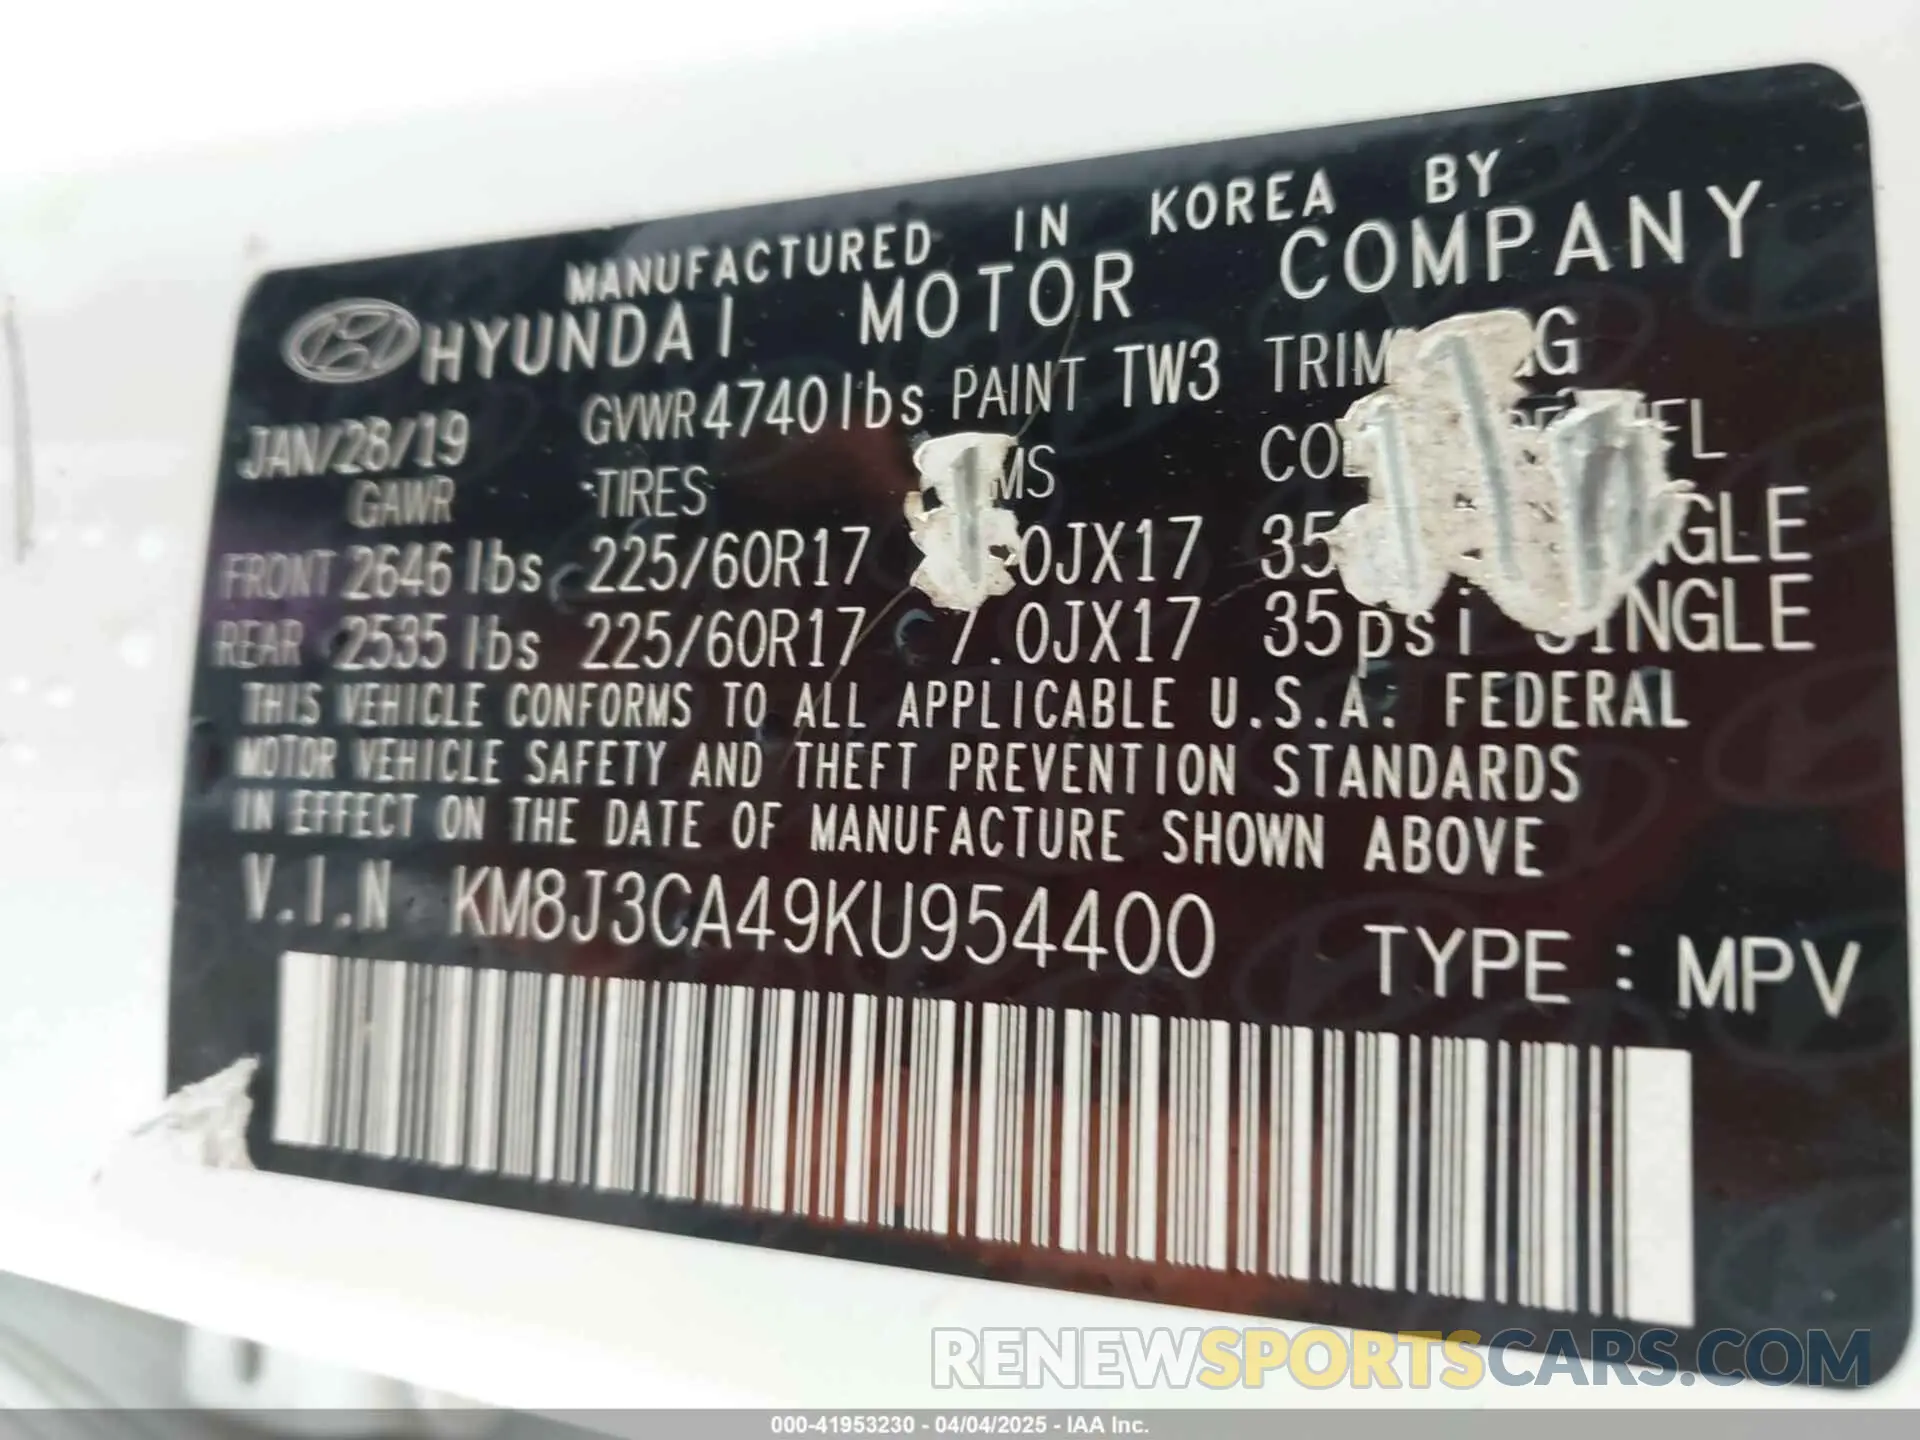 MANUFACTURED IN KOREA BY
HYUNDAI MOTOR COMPANY
JAN/28/19 GVWR 4740lbs PAINT TW3
GAWR TIRES
FRONT 2646 lbs 225/60R17
REAR 2535 lbs 225/60R17 7.0JX17 35psi SINGLE
THIS VEHICLE CONFORMS TO ALL APPLICABLE U.S.A. FEDERAL
MOTOR VEHICLE SAFETY AND THEFT PREVENTION STANDARDS
IN EFFECT ON THE DATE OF MANUFACTURE SHOWN ABOVE
V.I.N KM8J3CA49KU954400
TYPE : MPV
RENEWSPORTSCARS.COM
000-41953230 - 04/04/2025 - IAA Inc.